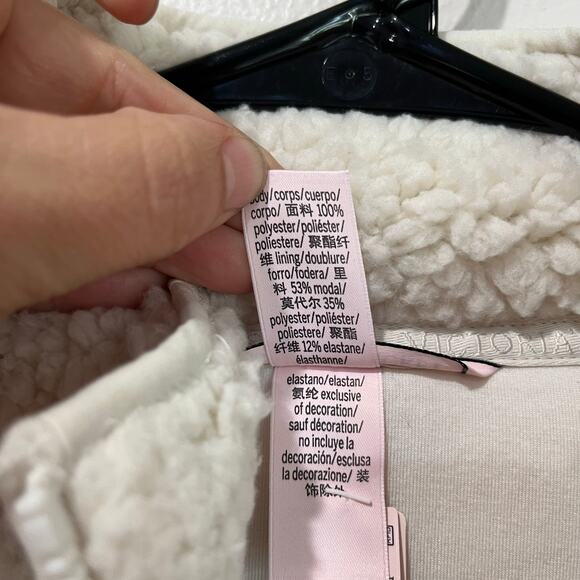 body/corps/cuerpo/
corpo/ 面料 100%
polyester/poliéster/
poliestere/ 聚酯纤
维 lining/doublure/
forro/fodera/ 里
料 53% modal/
莫代尔 35%
polyester/poliéster/
poliestere/ 聚酯
纤维 12% elastane/
élasthanne/
elastano/elastan/
氨纶 exclusive
of decoration/
sauf décoration/
no incluye la
decoración/esclusa
la decorazione/ 装
饰除外
VICTORIA